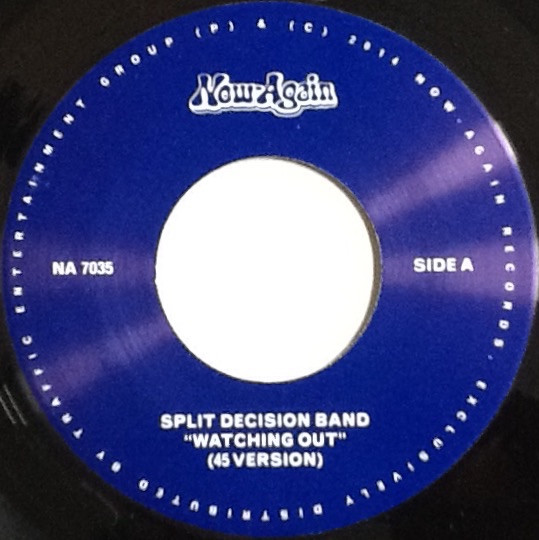 Now-Again
NA 7035
SIDE A
SPLIT DECISION BAND
"WATCHING OUT"
(45 VERSION)
(P) & (C) 2014 NOW-AGAIN RECORDS. EXCLUSIVELY DISTRIBUTED BY TRAFFIC ENTERTAINMENT GROUP